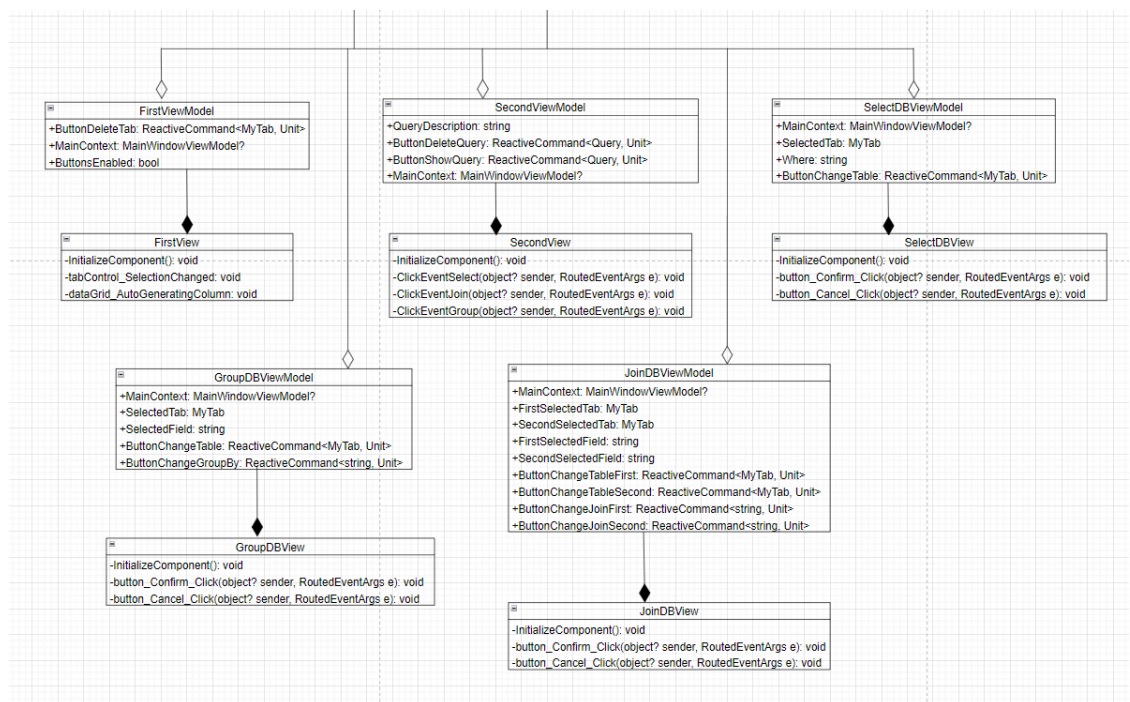 FirstViewModel
+ButtonDeleteTab: ReactiveCommand<MyTab, Unit>
+MainContext: MainWindowViewModel?
+ButtonsEnabled: bool
SecondViewModel
+QueryDescription: string
+ButtonDeleteQuery: ReactiveCommand<Query, Unit>
+ButtonShowQuery: ReactiveCommand<Query, Unit>
+MainContext: MainWindowViewModel?
SelectDBViewModel
+MainContext: MainWindowViewModel?
+SelectedTab: MyTab
+Where: string
+ButtonChangeTable: ReactiveCommand<MyTab, Unit>
FirstView
-InitializeComponent(): void
-tabControl_SelectionChanged: void
-dataGrid_AutoGeneratingColumn: void
SecondView
-InitializeComponent(): void
-ClickEventSelect(object? sender, RoutedEventArgs e): void
-ClickEventJoin(object? sender, RoutedEventArgs e): void
-ClickEventGroup(object? sender, RoutedEventArgs e): void
SelectDBView
-InitializeComponent(): void
-button_Confirm_Click(object? sender, RoutedEventArgs e): void
-button_Cancel_Click(object? sender, RoutedEventArgs e): void
GroupDBViewModel
+MainContext: MainWindowViewModel?
+SelectedTab: MyTab
+SelectedField: string
+ButtonChangeTable: ReactiveCommand<MyTab, Unit>
+ButtonChangeGroupBy: ReactiveCommand<string, Unit>
JoinDBViewModel
+MainContext: MainWindowViewModel?
+FirstSelectedTab: MyTab
+SecondSelectedTab: MyTab
+FirstSelectedField: string
+SecondSelectedField: string
+ButtonChangeTableFirst: ReactiveCommand<MyTab, Unit>
+ButtonChangeTableSecond: ReactiveCommand<MyTab, Unit>
+ButtonChangeJoinFirst: ReactiveCommand<string, Unit>
+ButtonChangeJoinSecond: ReactiveCommand<string, Unit>
GroupDBView
-InitializeComponent(): void
-button_Confirm_Click(object? sender, RoutedEventArgs e): void
-button_Cancel_Click(object? sender, RoutedEventArgs e): void
JoinDBView
-InitializeComponent(): void
-button_Confirm_Click(object? sender, RoutedEventArgs e): void
-button_Cancel_Click(object? sender, RoutedEventArgs e): void